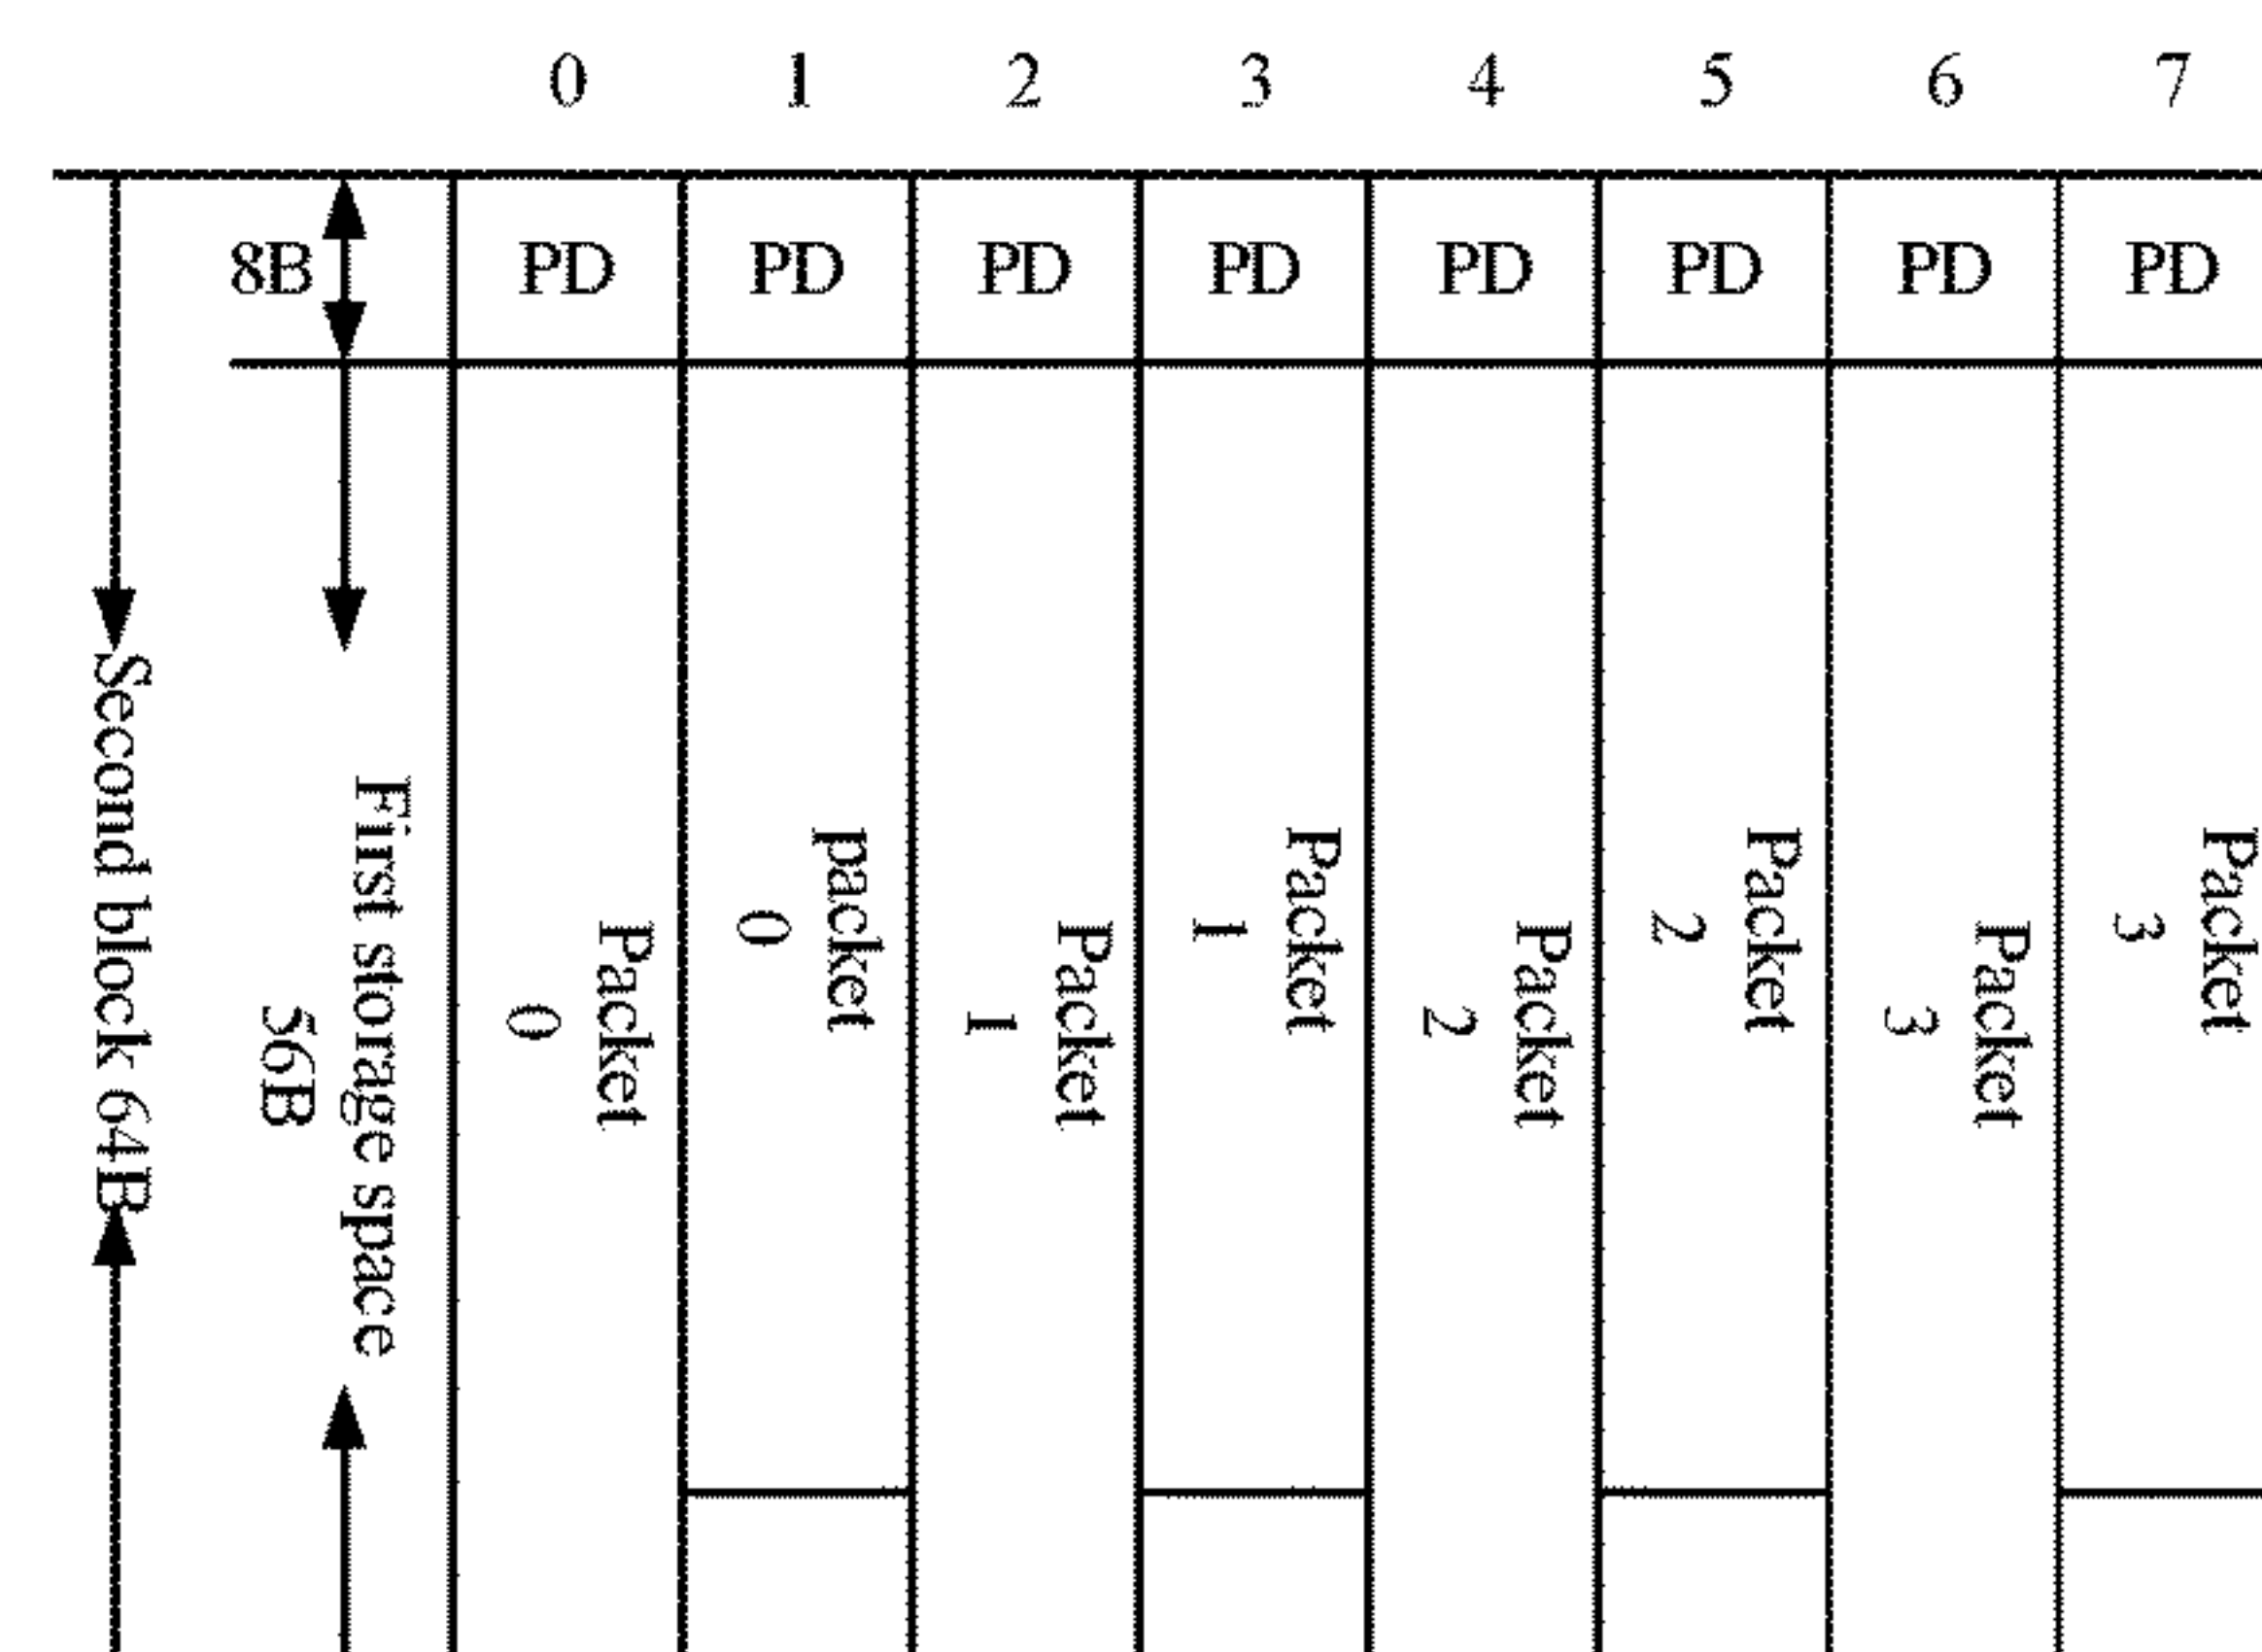 0 1 2 3 4 5 6 7
8B PD PD PD PD PD PD PD PD
Second block 64B
First storage space
56B
Packet
0
packet
0
Packet
1
Packet
1
Packet
2
Packet
2
Packet
3
Packet
3